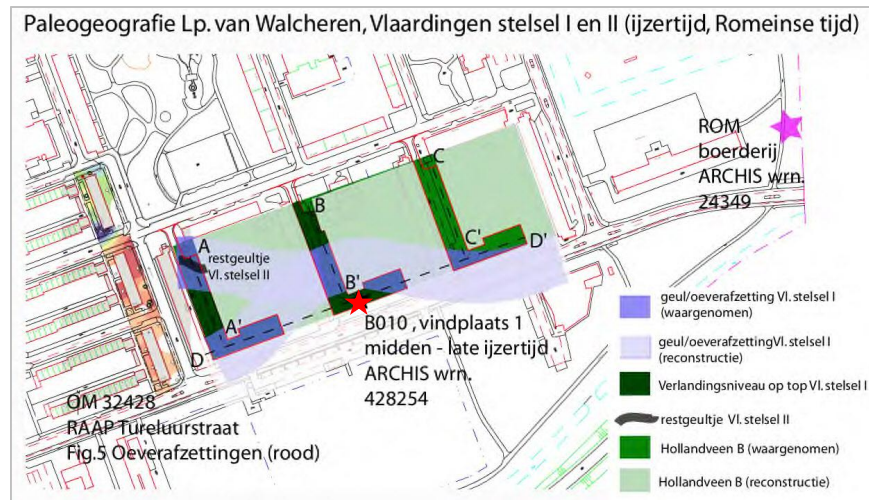 Paleogeografie Lp. van Walcheren, Vlaardingen stelsel I en II (ijzertijd, Romeinse tijd)
ROM
boerderij
ARCHIS wrn.
24349
C
B
A
restgeultje
Vl. stelsel II
C'
D'
B'
A'
D
B010 , vindplaats 1
midden - late ijzertijd
ARCHIS wrn.
428254
OM 32428
RAAP Tureluurstraat
Fig.5 Oeverafzettingen (rood)
geul/oeverafzetting Vl. stelsel I
(waargenomen)
geul/oeverafzettingVl. stelsel I
(reconstructie)
Verlandingsniveau op top Vl. stelsel I
restgeultje Vl. stelsel II
Hollandveen B (waargenomen)
Hollandveen B (reconstructie)